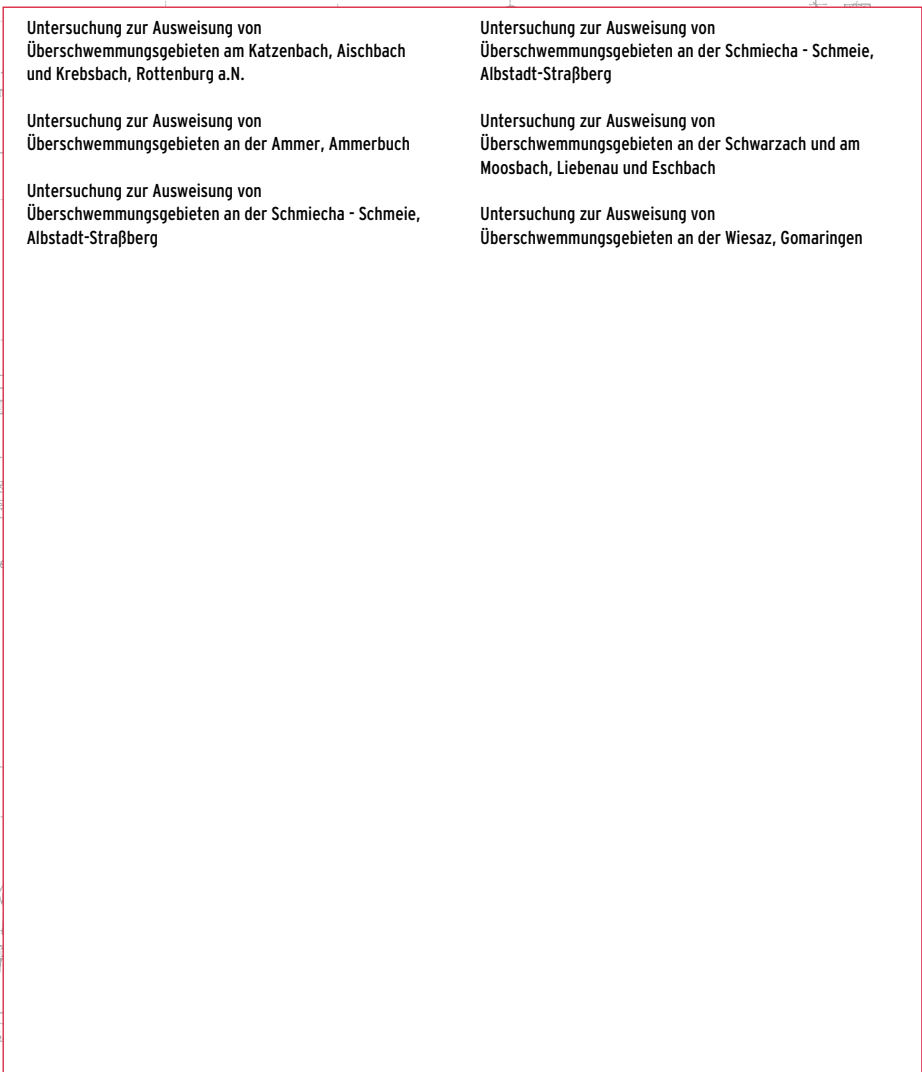 Untersuchung zur Ausweisung von
Überschwemmungsgebieten am Katzenbach, Aischbach
und Krebsbach, Rottenburg a.N.
Untersuchung zur Ausweisung von
Überschwemmungsgebieten an der Ammer, Ammerbuch
Untersuchung zur Ausweisung von
Überschwemmungsgebieten an der Schmiecha - Schmeie,
Albstadt-Straßberg
Untersuchung zur Ausweisung von
Überschwemmungsgebieten an der Schmiecha - Schmeie,
Albstadt-Straßberg
Untersuchung zur Ausweisung von
Überschwemmungsgebieten an der Schwarzach und am
Moosbach, Liebenau und Eschbach
Untersuchung zur Ausweisung von
Überschwemmungsgebieten an der Wiesaz, Gomaringen